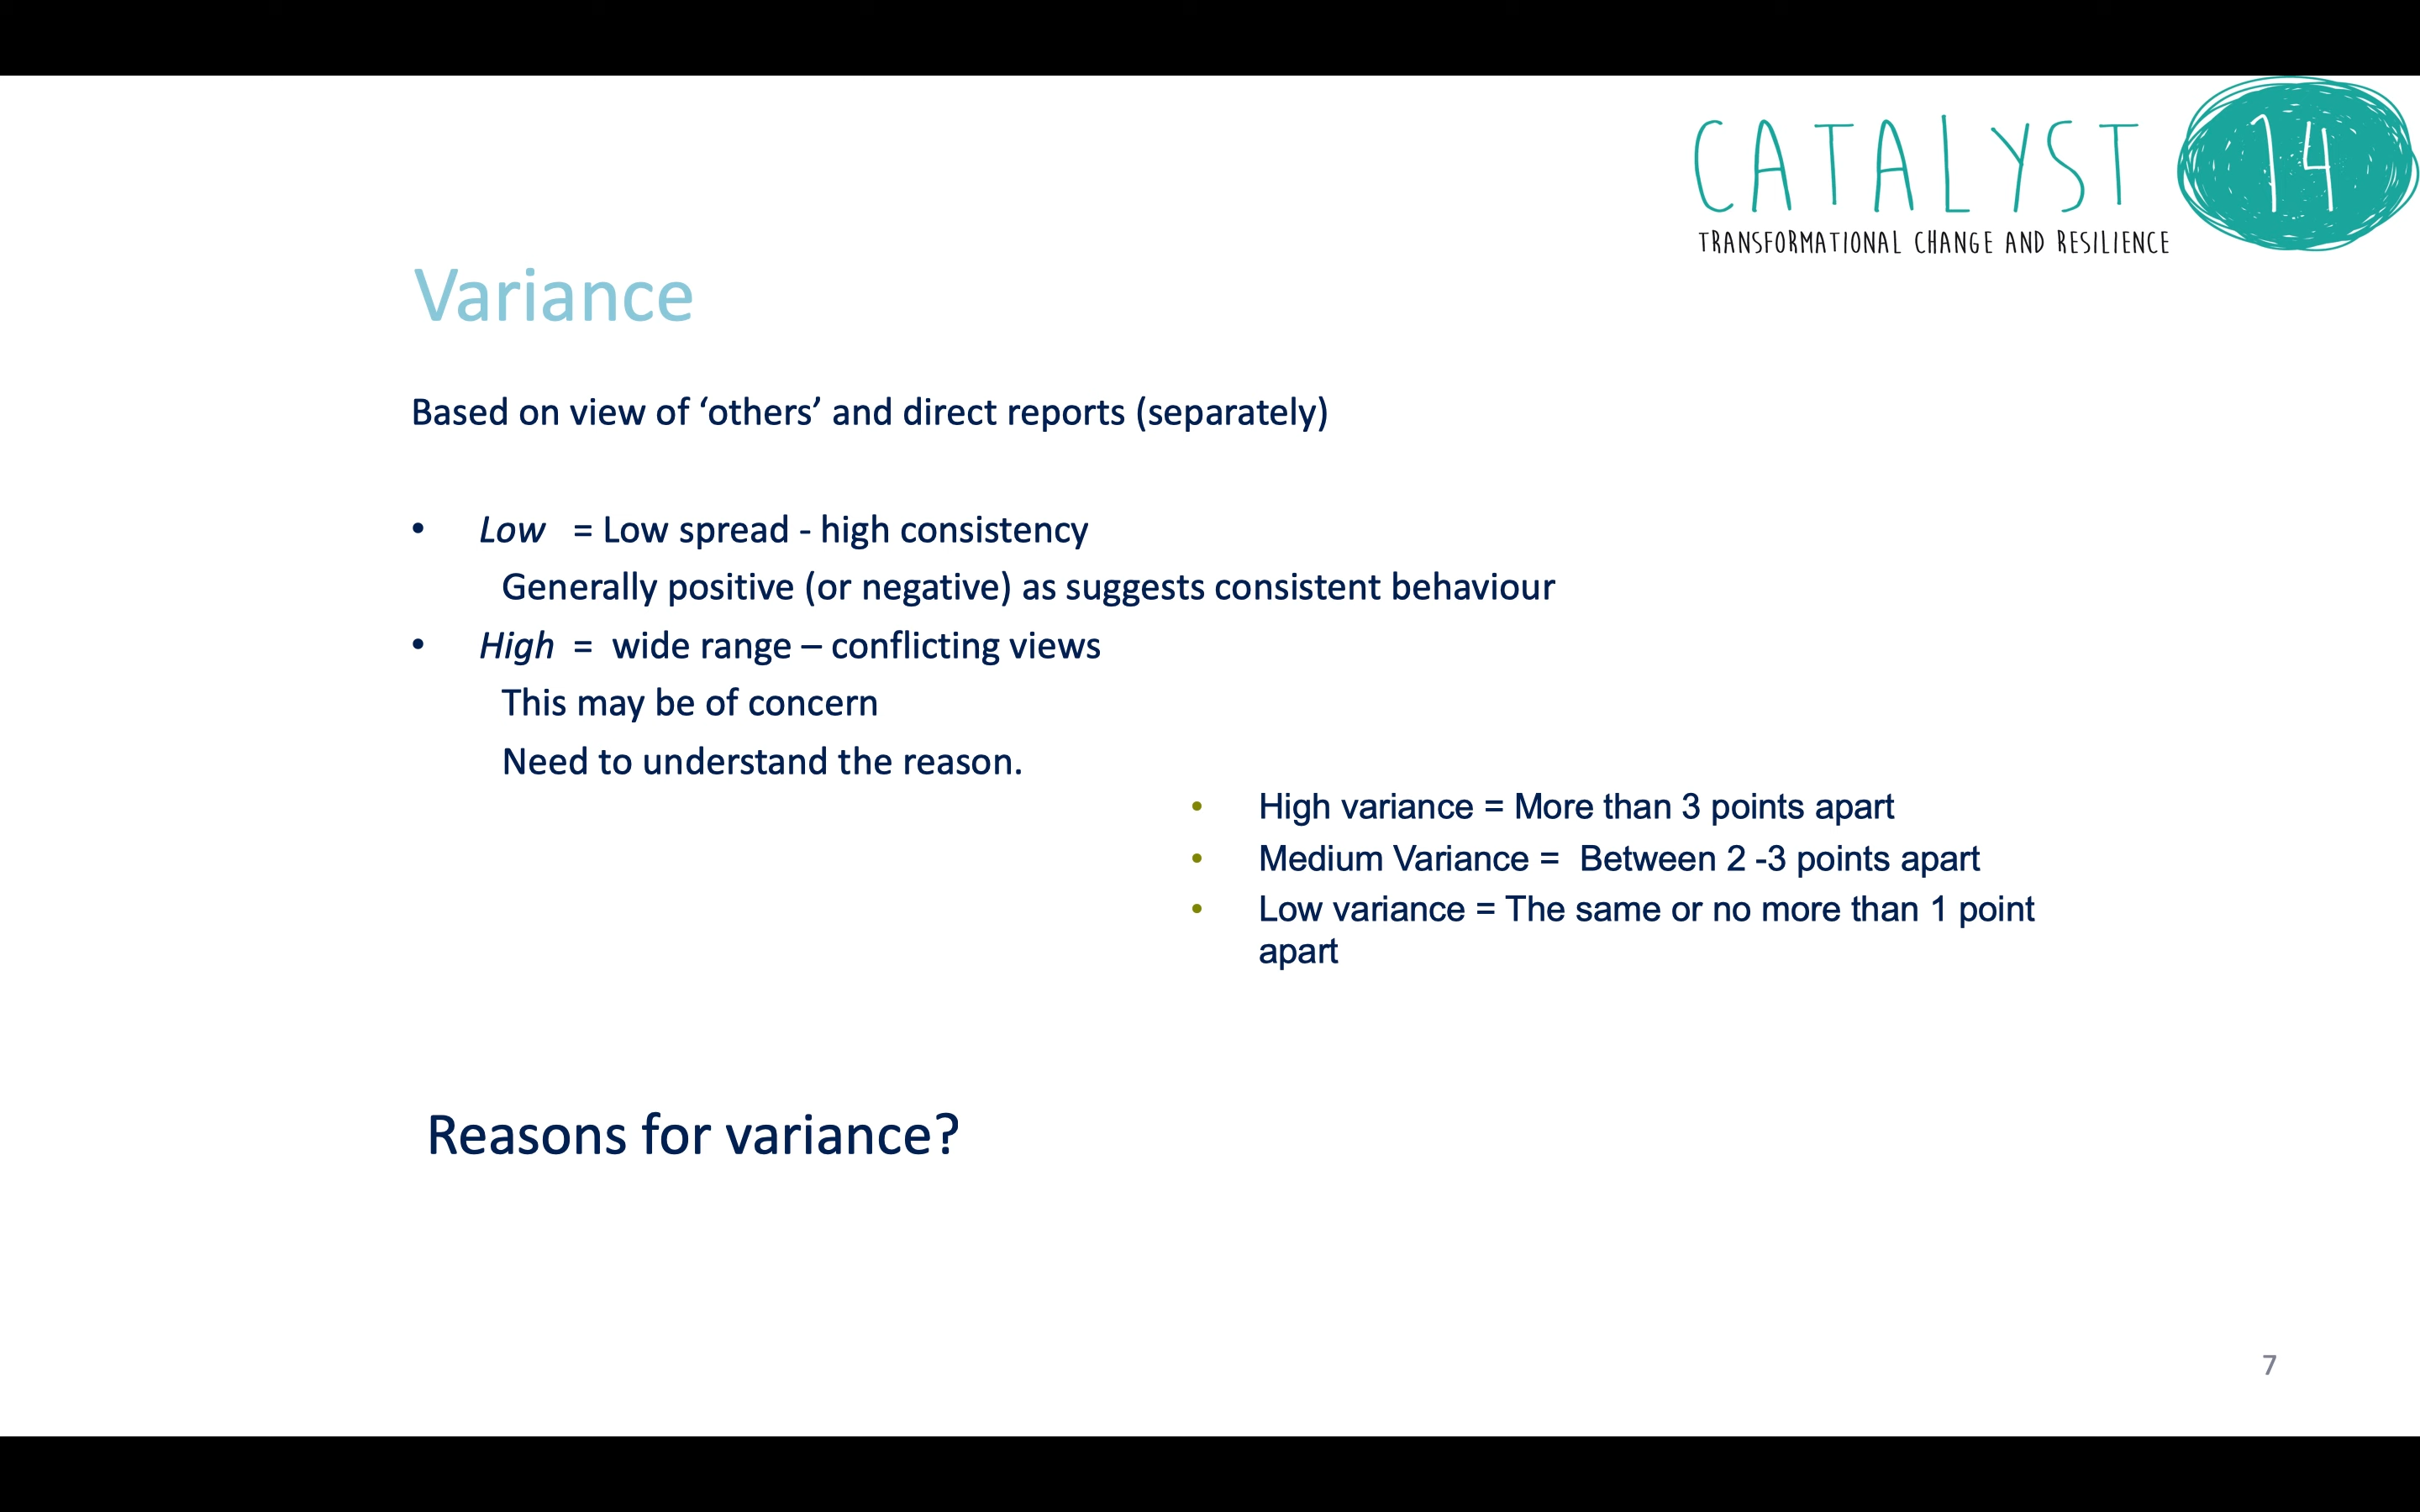 CATALYST 14
TRANSFORMATIONAL CHANGE AND RESILIENCE
Variance
Based on view of ‘others’ and direct reports (separately)
• Low = Low spread - high consistency
Generally positive (or negative) as suggests consistent behaviour
• High = wide range – conflicting views
This may be of concern
Need to understand the reason.
• High variance = More than 3 points apart
• Medium Variance = Between 2 -3 points apart
• Low variance = The same or no more than 1 point
apart
Reasons for variance?
7